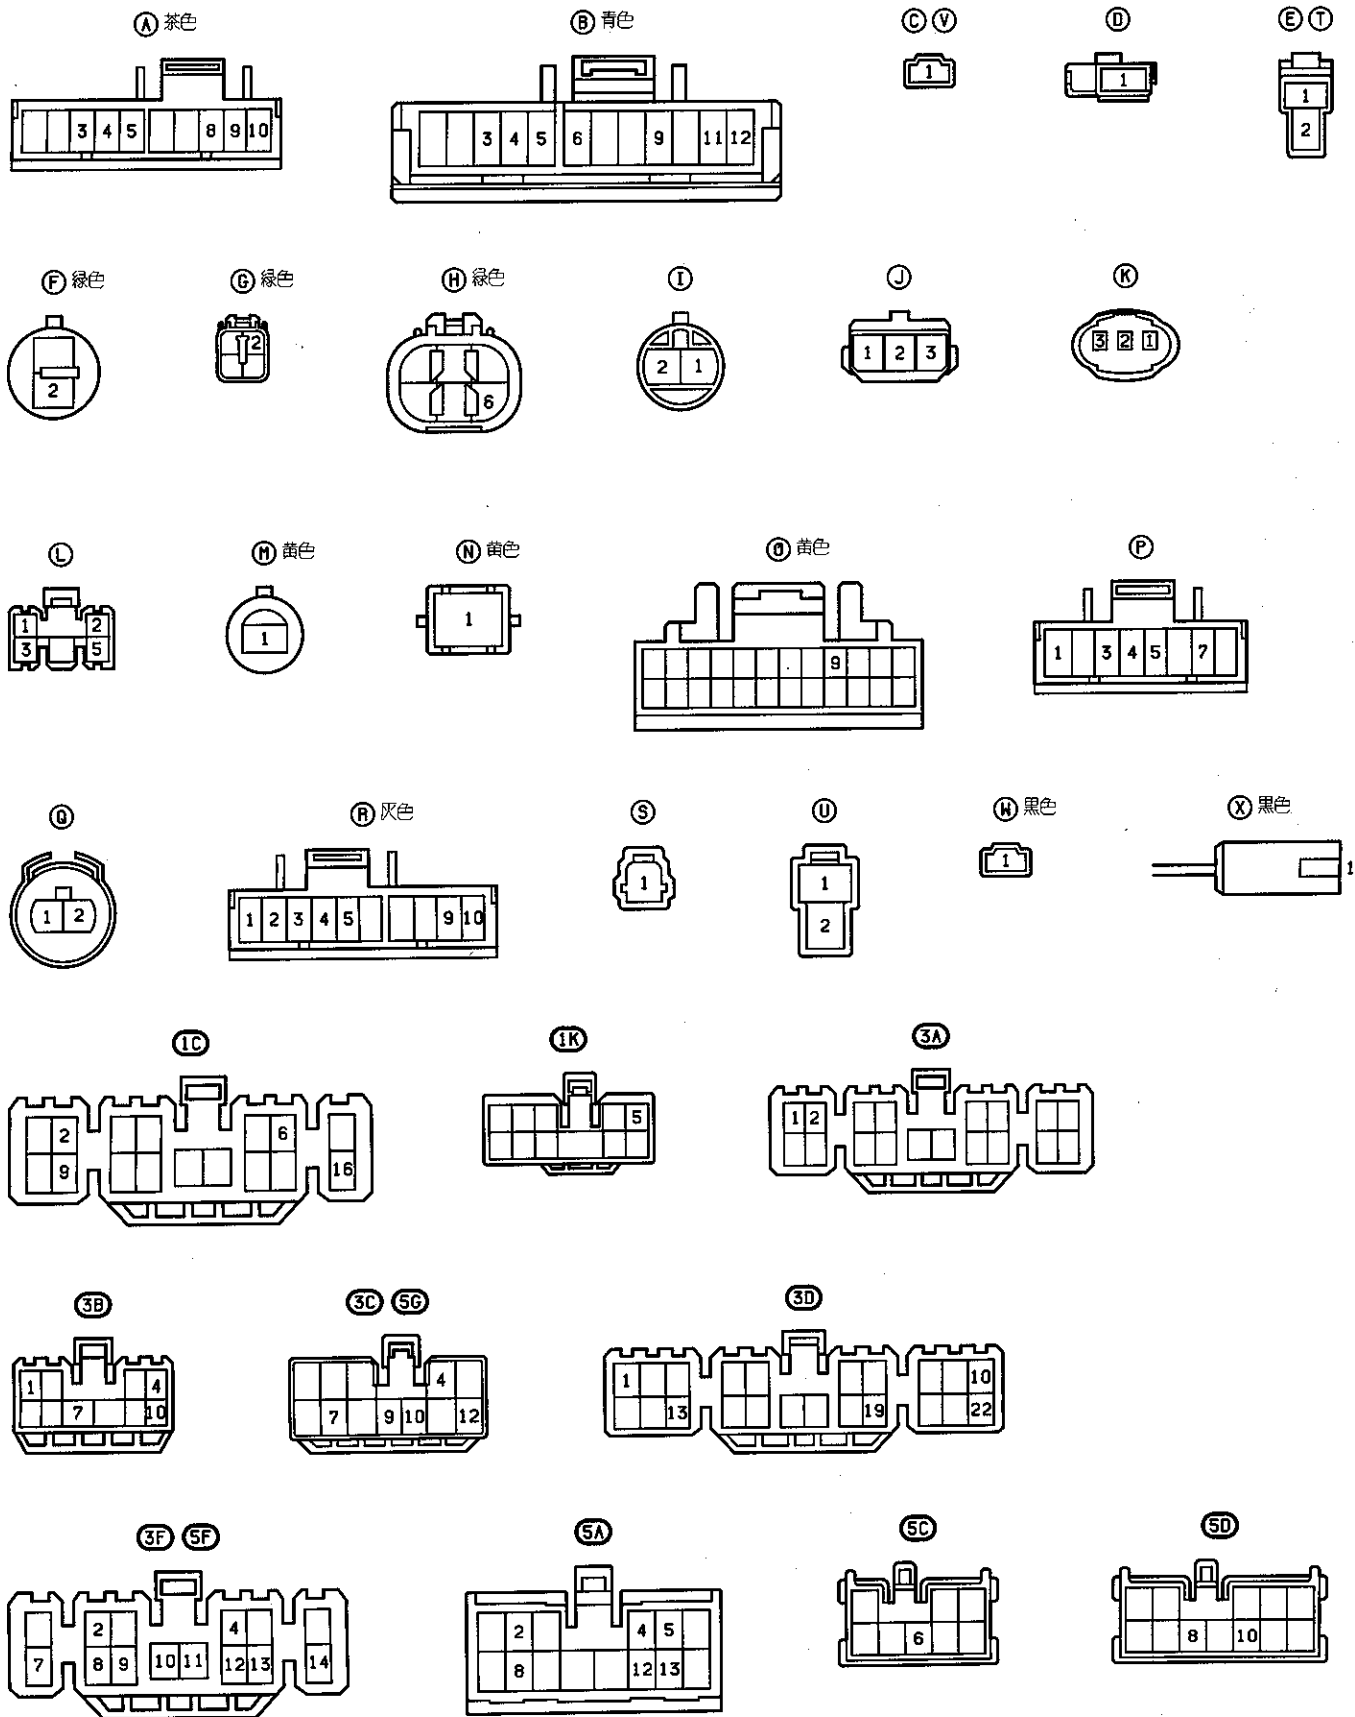 A 茶色
B 青色
C V
D
E T
3 4 5 8 9 10
3 4 5 6 9 11 12
1
1
1
2
F 緑色
G 緑色
H 緑色
I
J
K
2
2
6
2 1
1 2 3
3 2 1
L
M 黄色
N 黄色
O 黄色
P
1 2
3 5
1
1
9
1 3 4 5 7
Q
R 灰色
S
U
W 黒色
X 黒色
1 2
1 2 3 4 5 9 10
1
1
2
1
1
1C
1K
3A
2 6
9 16
5
1 2
3B
3C 5G
3D
1 4
7 10
4
7 9 10 12
1 10
13 19 22
3F 5F
5A
5C
5D
2 4
7 8 9 10 11 12 13 14
2 4 5
8 12 13
6
8 10